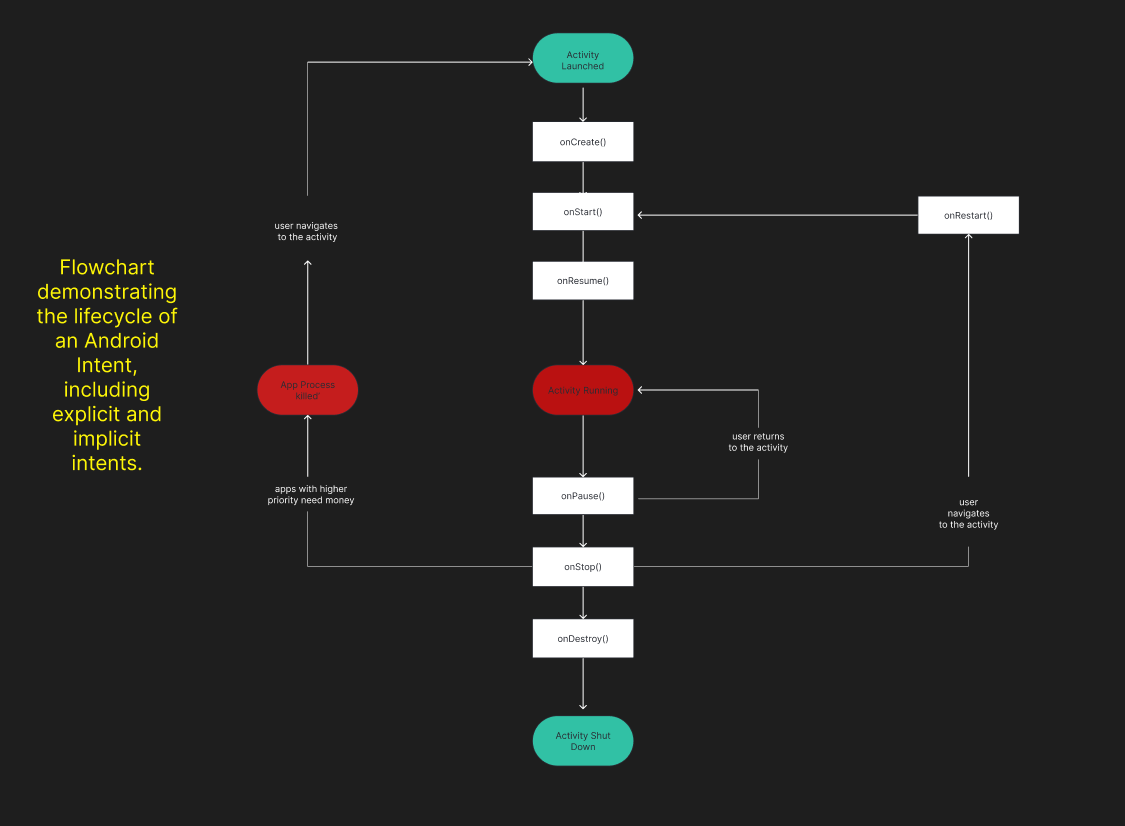 Activity
Launched
onCreate()
onStart()
onRestart()
user navigates
to the activity
Flowchart
demonstrating
the lifecycle of
an Android
Intent,
including
explicit and
implicit
intents.
onResume()
App Process
killed'
Activity Running
user returns
to the activity
apps with higher
priority need money
onPause()
user
navigates
to the activity
onStop()
onDestroy()
Activity Shut
Down